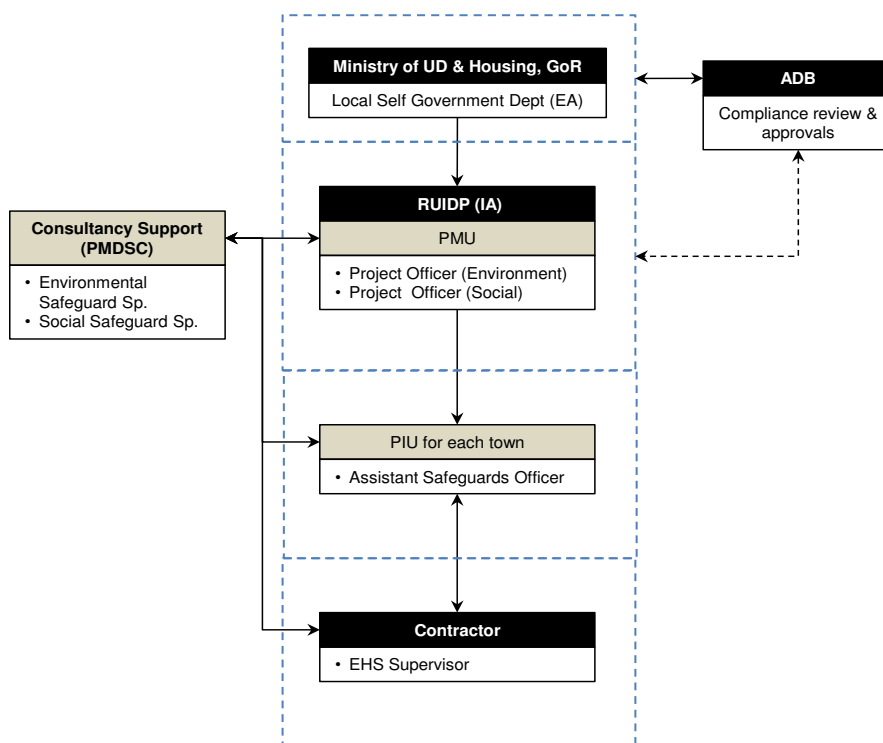 Ministry of UD & Housing, GoR
Local Self Government Dept (EA)
ADB
Compliance review &
approvals
RUIDP (IA)
PMU
• Project Officer (Environment)
• Project Officer (Social)
Consultancy Support
(PMDSC)
• Environmental
Safeguard Sp.
• Social Safeguard Sp.
PIU for each town
• Assistant Safeguards Officer
Contractor
• EHS Supervisor